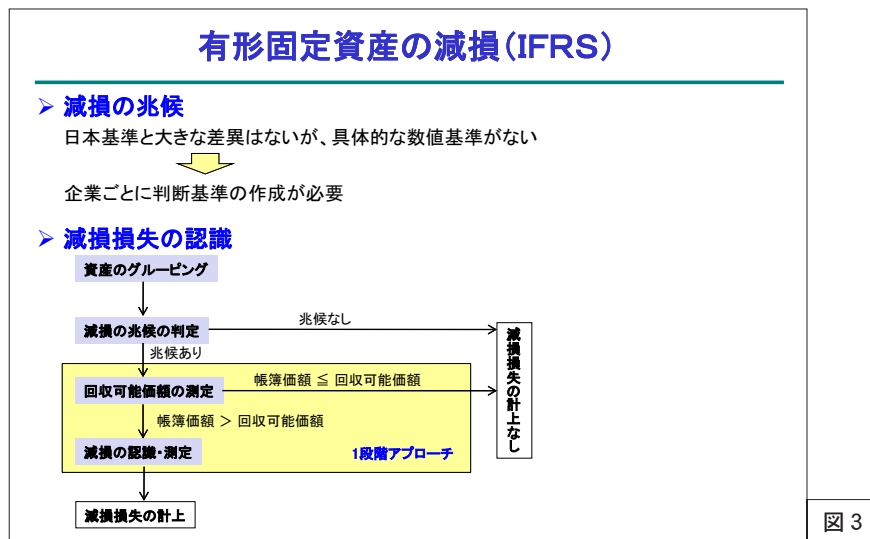 有形固定資産の減損(IFRS)
➢ 減損の兆候
日本基準と大きな差異はないが、具体的な数値基準がない
企業ごとに判断基準の作成が必要
➢ 減損損失の認識
資産のグルーピング
減損の兆候の判定
兆候なし
兆候あり
回収可能価額の測定
帳簿価額 ≦ 回収可能価額
帳簿価額 > 回収可能価額
減損の認識・測定
1段階アプローチ
減損損失の計上なし
減損損失の計上
図 3